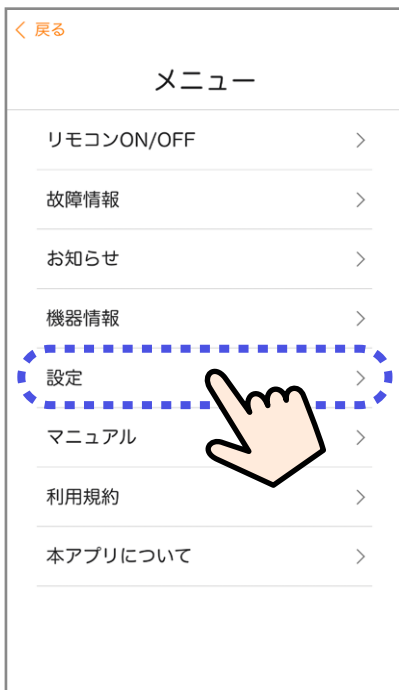 戻る
メニュー
リモコンON/OFF
故障情報
お知らせ
機器情報
設定
マニュアル
利用規約
本アプリについて